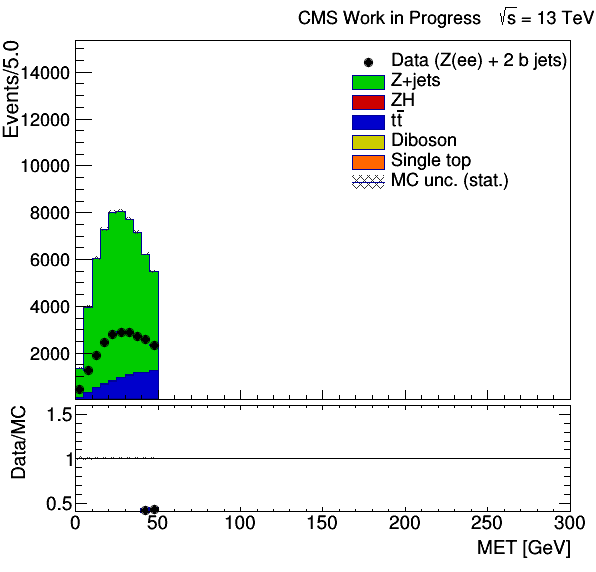 CMS Work in Progress √s = 13 TeV
Events/5.0
14000
12000
10000
8000
6000
4000
2000
Data (Z(ee) + 2 b jets)
Z+jets
ZH
tt̅
Diboson
Single top
MC unc. (stat.)
Data/MC
1.5
1
0.5
0 50 100 150 200 250 300
MET [GeV]